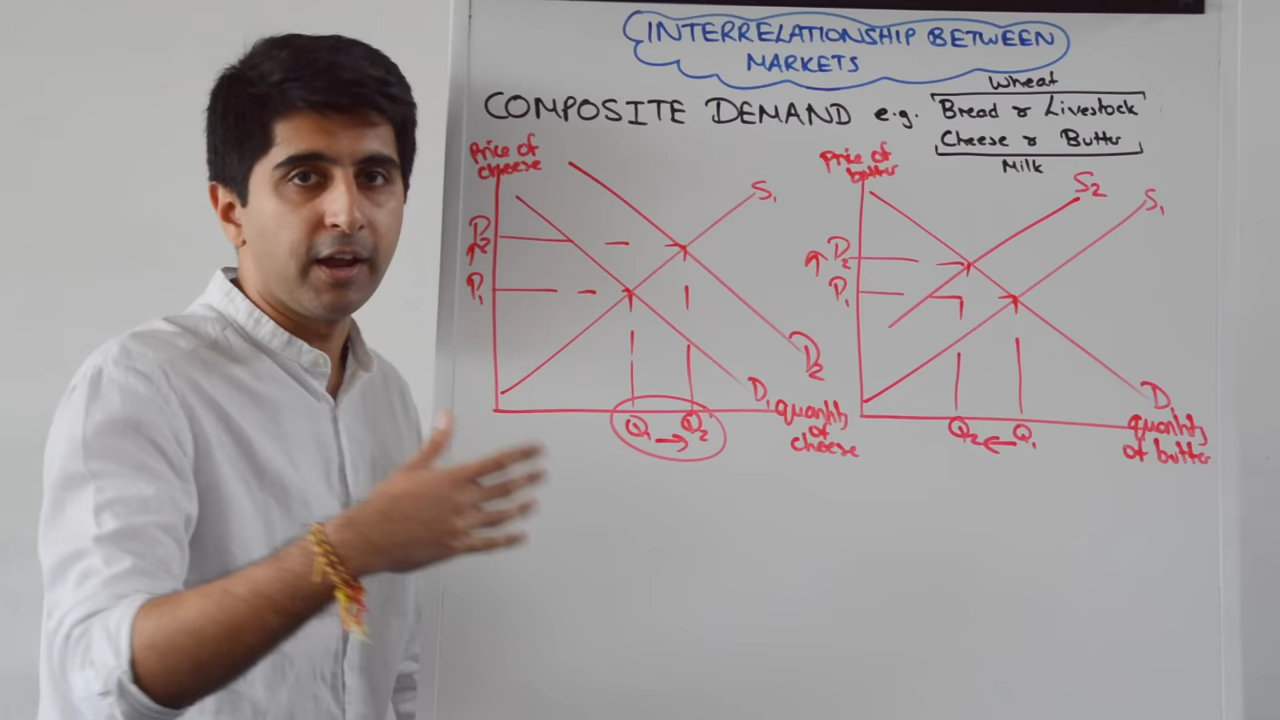 INTERRELATIONSHIP BETWEEN
MARKETS
COMPOSITE DEMAND e.g.
Wheat
Bread & Livestock
Cheese & Butter
Milk
Price of
cheese
P2
P1
S1
D2
D1
Q1 → Q2
quantity
of
cheese
Price of
butter
P2
P1
S2
S1
D
Q2 ← Q1
quantity
of butter